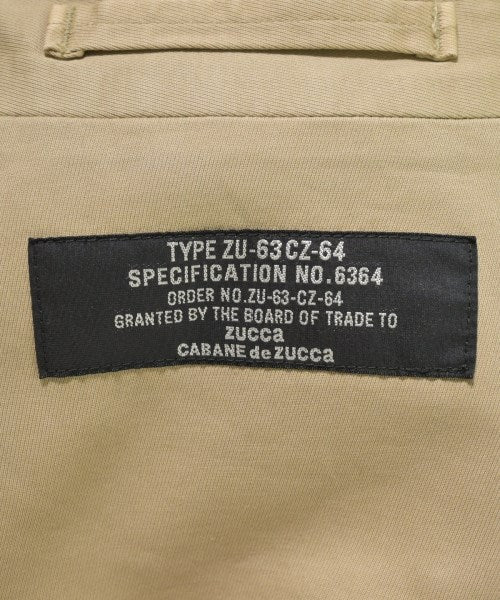 TYPE ZU-63CZ-64
SPECIFICATION NO.6364
ORDER NO.ZU-63-CZ-64
GRANTED BY THE BOARD OF TRADE TO
ZUCCa
CABANE de ZUCCa